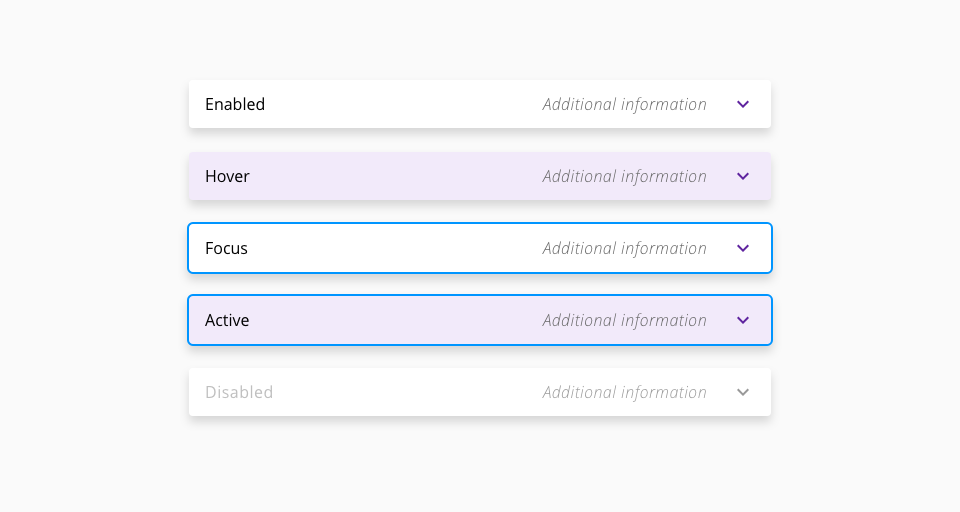 Enabled Additional information
Hover Additional information
Focus Additional information
Active Additional information
Disabled Additional information